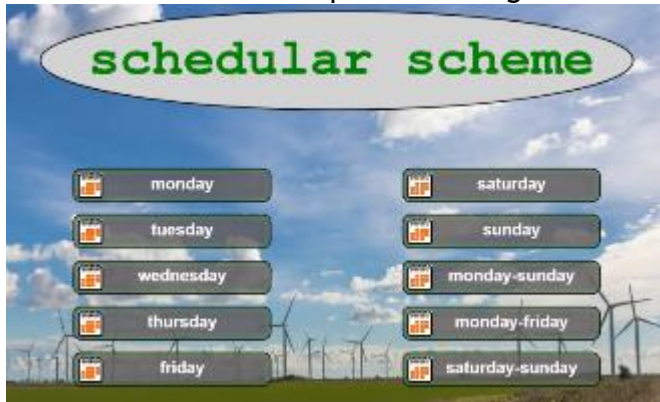 schedular scheme
monday
tuesday
wednesday
thursday
friday
saturday
sunday
monday-sunday
monday-friday
saturday-sunday